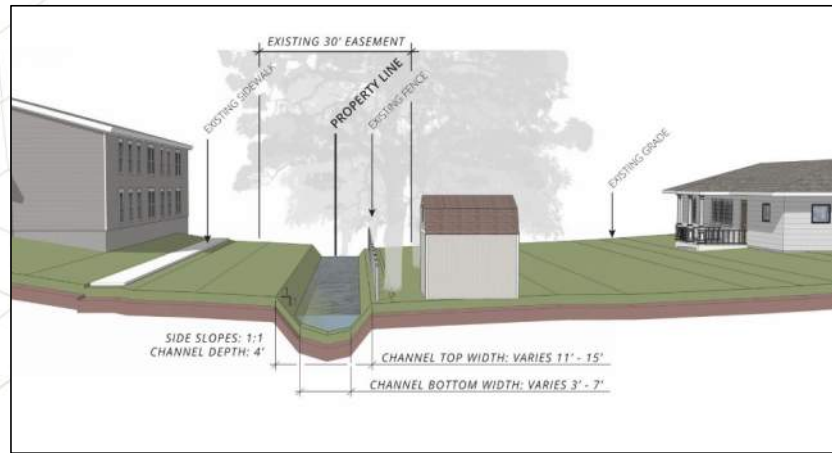 EXISTING 30' EASEMENT
EXISTING SIDEWALK
PROPERTY LINE
EXISTING FENCE
EXISTING GRADE
SIDE SLOPES: 1:1
CHANNEL DEPTH: 4'
CHANNEL TOP WIDTH: VARIES 11' - 15'
CHANNEL BOTTOM WIDTH: VARIES 3' - 7'